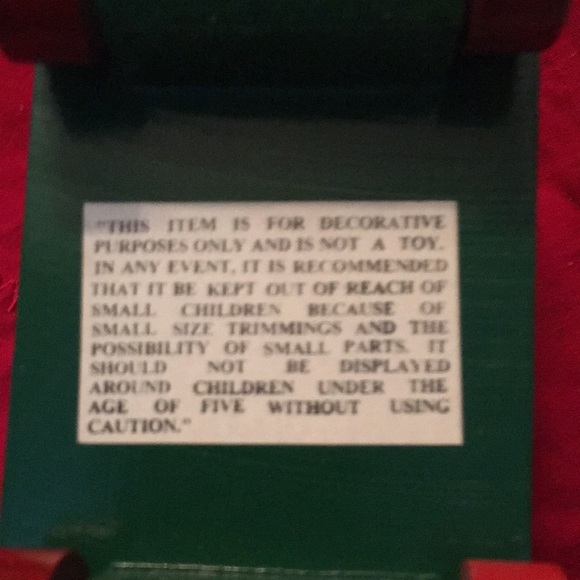 "THIS ITEM IS FOR DECORATIVE
PURPOSES ONLY AND IS NOT A TOY.
IN ANY EVENT, IT IS RECOMMENDED
THAT IT BE KEPT OUT OF REACH OF
SMALL CHILDREN BECAUSE OF
SMALL SIZE TRIMMINGS AND THE
POSSIBILITY OF SMALL PARTS. IT
SHOULD NOT BE DISPLAYED
AROUND CHILDREN UNDER THE
AGE OF FIVE WITHOUT USING
CAUTION."